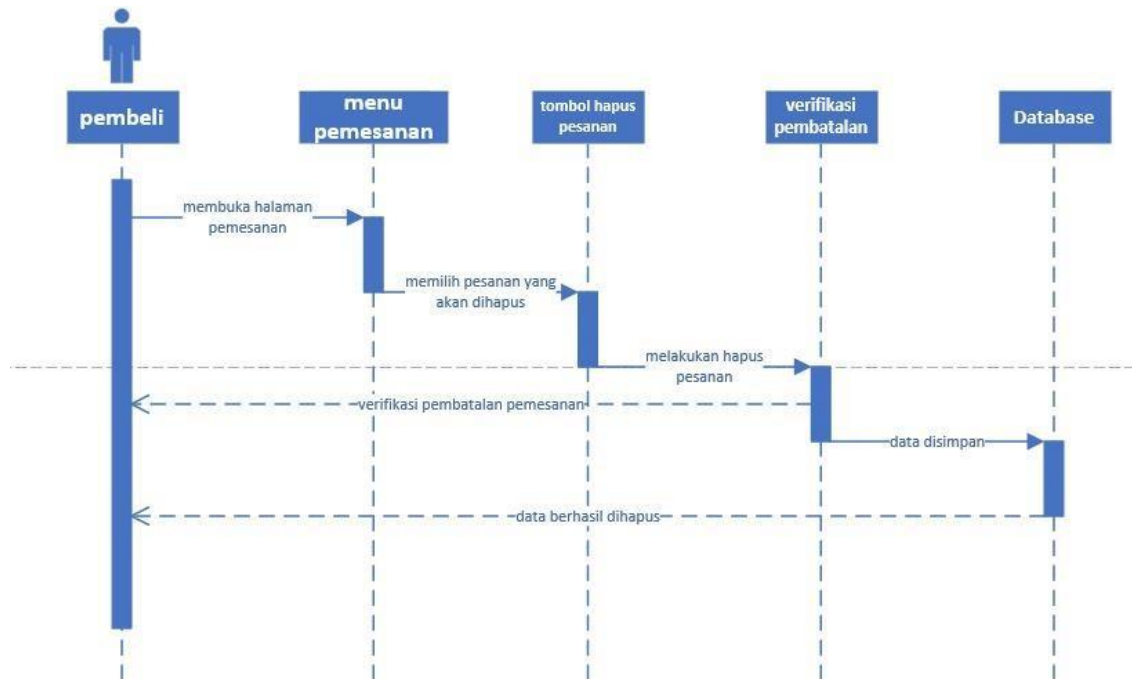 pembeli
menu
pemesanan
tombol hapus
pesanan
verifikasi
pembatalan
Database
membuka halaman
pemesanan
memilih pesanan yang
akan dihapus
melakukan hapus
pesanan
verifikasi pembatalan pemesanan
data disimpan
data berhasil dihapus